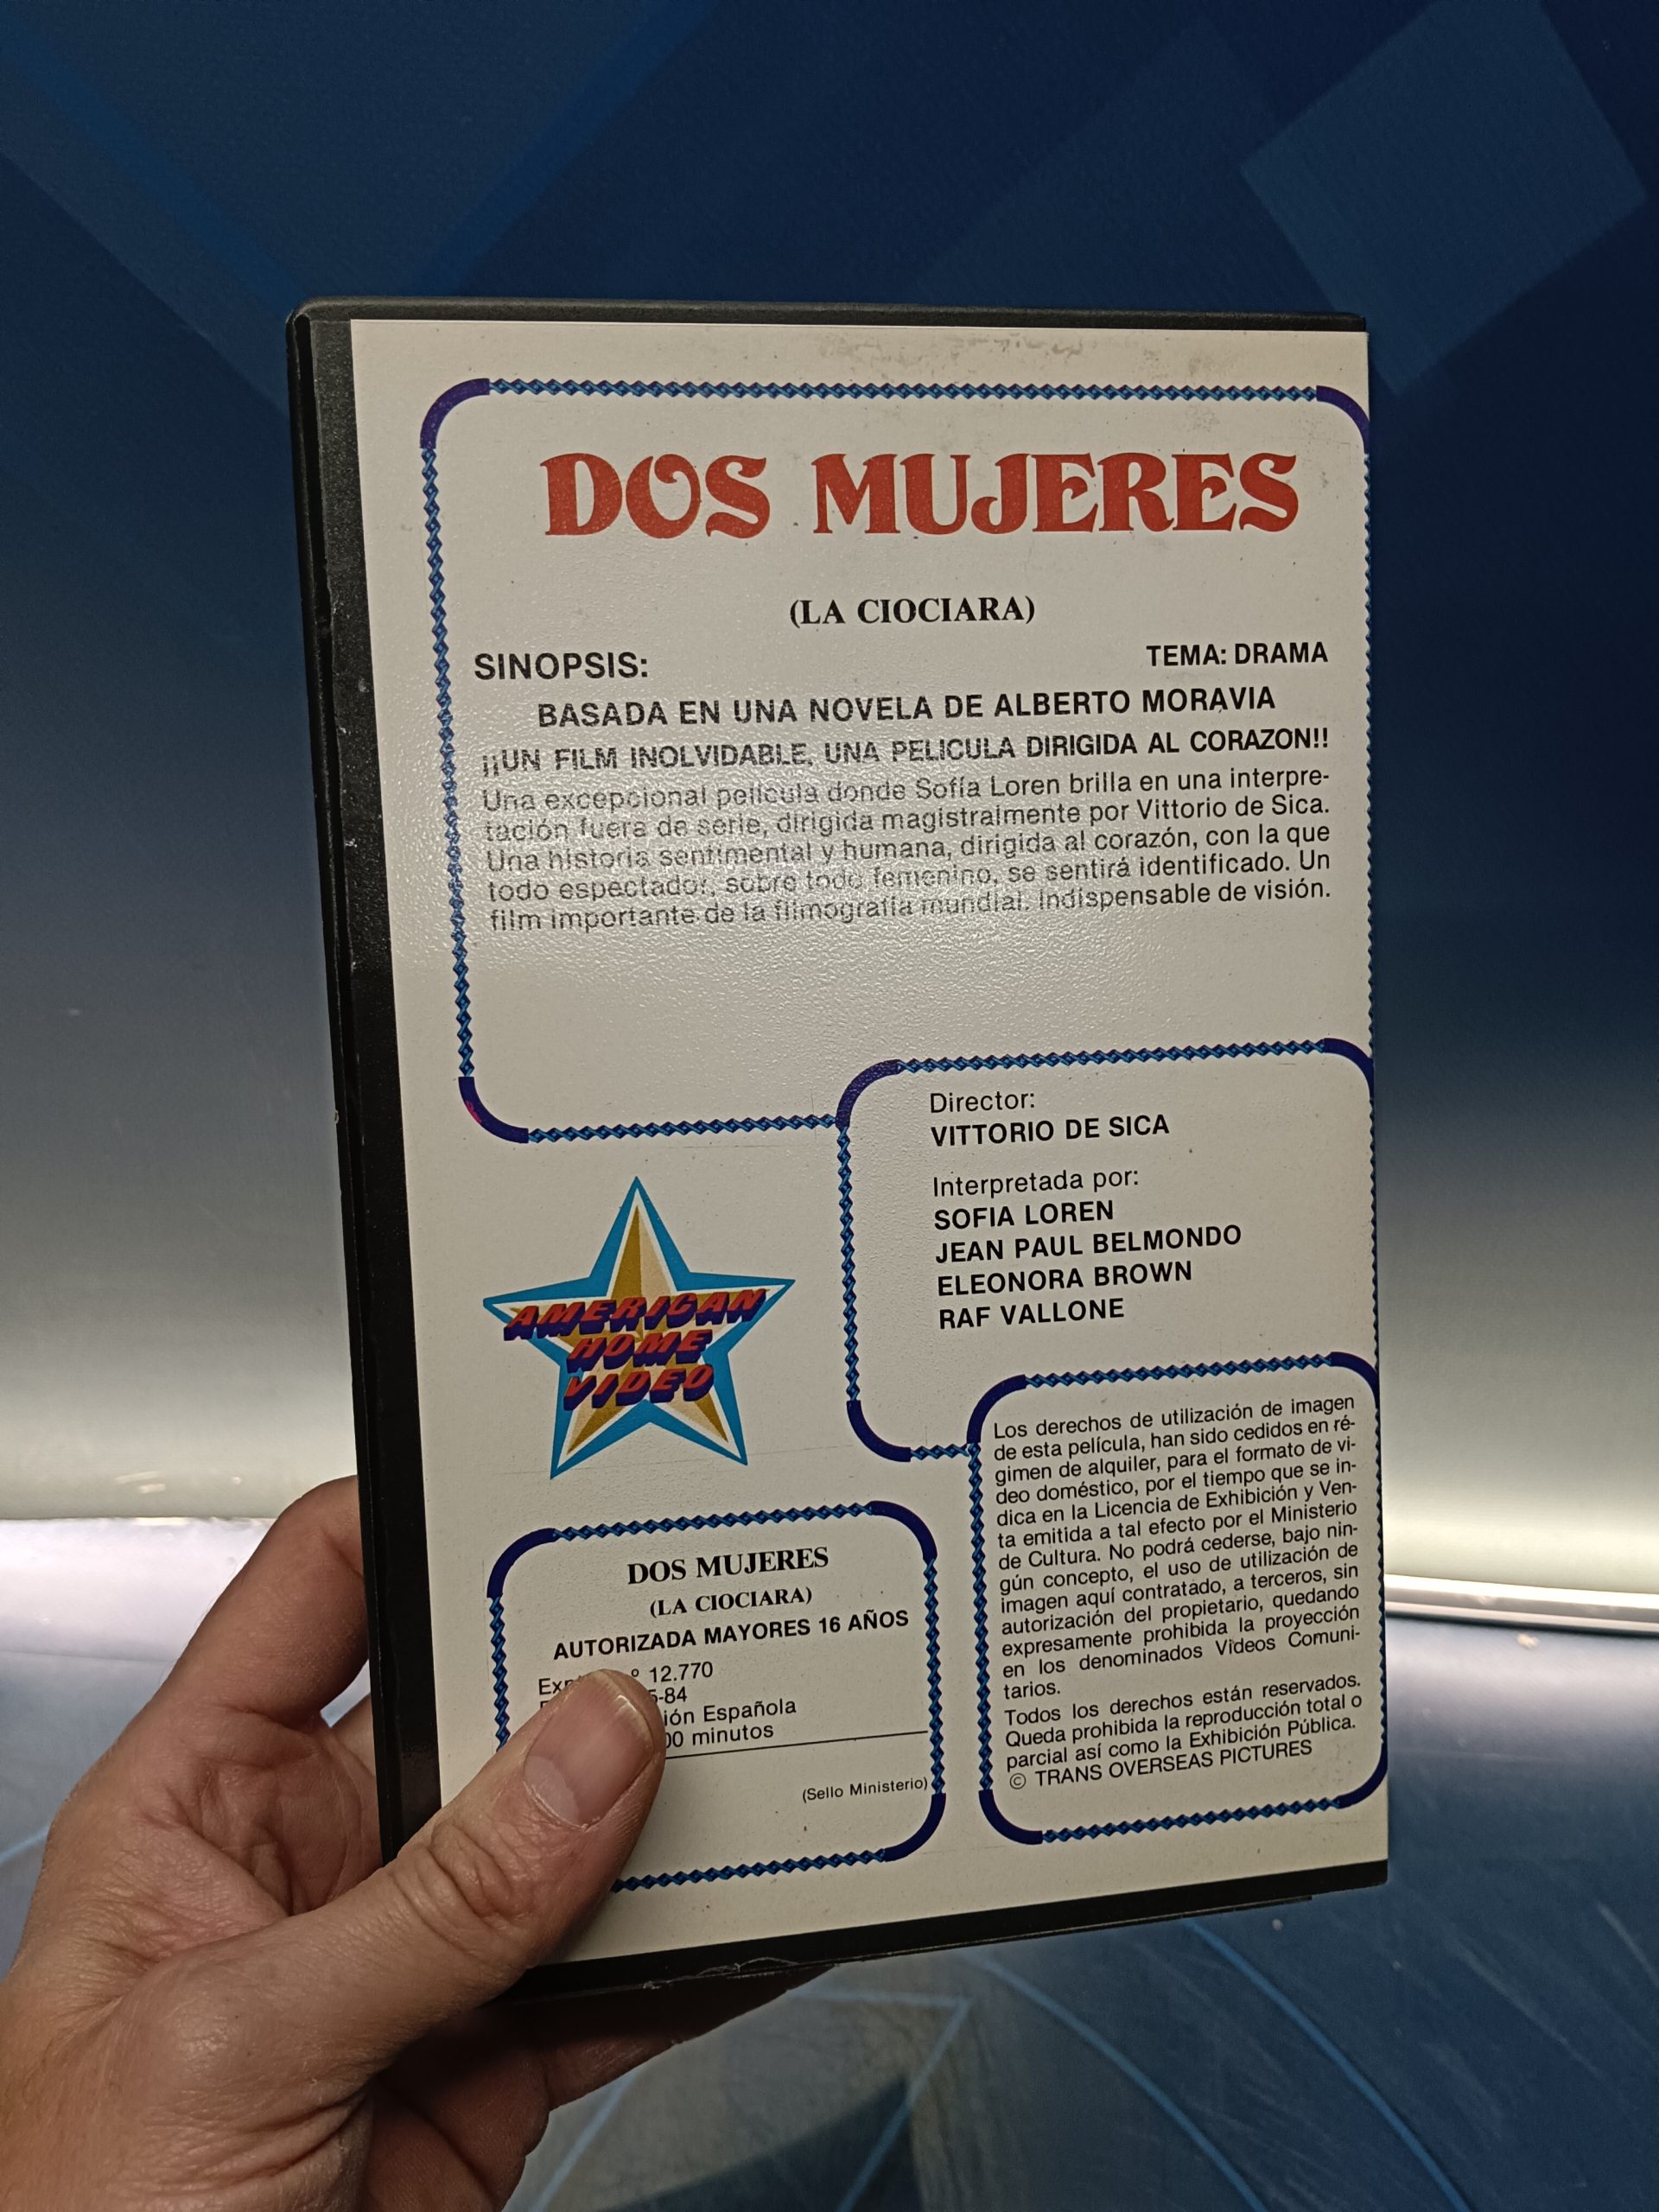 DOS MUJERES
(LA CIOCIARA)
SINOPSIS:
TEMA: DRAMA
BASADA EN UNA NOVELA DE ALBERTO MORAVIA
¡¡UN FILM INOLVIDABLE, UNA PELICULA DIRIGIDA AL CORAZON!!
Una excepcional película donde Sofía Loren brilla en una interpre-
tación fuera de serie, dirigida magistralmente por Vittorio de Sica.
Una historia sentimental y humana, dirigida al corazón, con la que
todo espectador, sobre todo femenino, se sentirá identificado. Un
film importante de la filmografía mundial. Indispensable de visión.
Director:
VITTORIO DE SICA
Interpretada por:
SOFIA LOREN
JEAN PAUL BELMONDO
ELEONORA BROWN
RAF VALLONE
AMERICAN
HOME
VIDEO
DOS MUJERES
(LA CIOCIARA)
AUTORIZADA MAYORES 16 AÑOS
12.770
-84
Española
minutos
(Sello Ministerio)
Los derechos de utilización de imagen
de esta película, han sido cedidos en ré-
gimen de alquiler, para el formato de vi-
deo doméstico, por el tiempo que se in-
dica en la Licencia de Exhibición y Ven-
ta emitida a tal efecto por el Ministerio
de Cultura. No podrá cederse, bajo nin-
gún concepto, el uso de utilización de
imagen aquí contratado, a terceros, sin
autorización del propietario, quedando
expresamente prohibida la proyección
en los denominados Videos Comuni-
tarios.
Todos los derechos están reservados.
Queda prohibida la reproducción total o
parcial así como la Exhibición Pública.
© TRANS OVERSEAS PICTURES